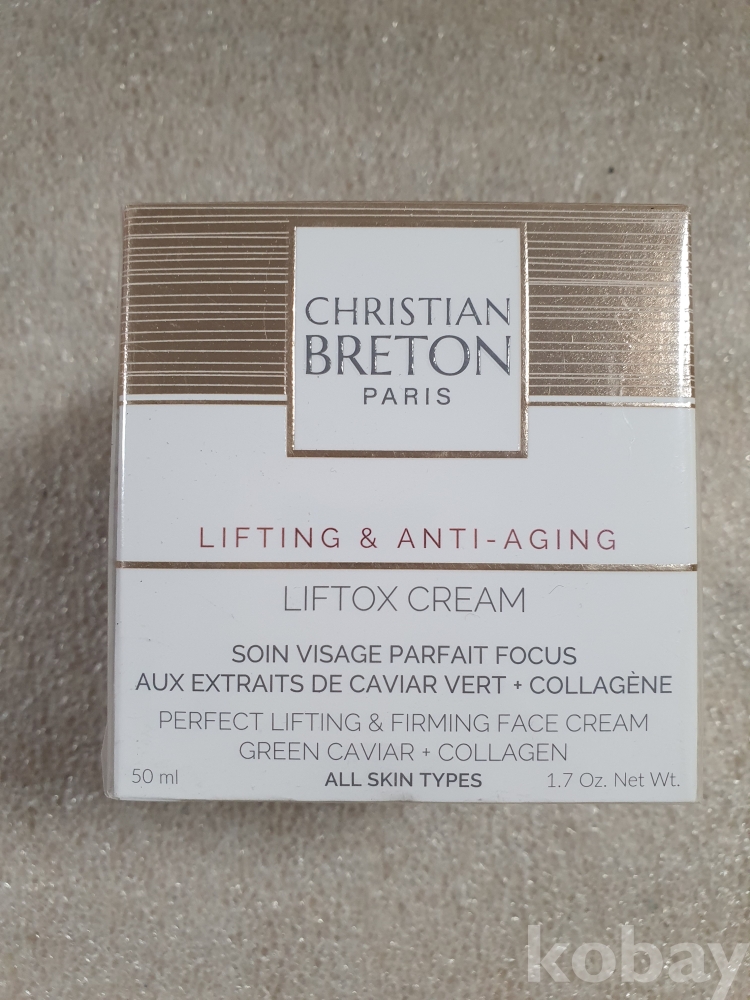 CHRISTIAN
BRETON
PARIS
LIFTING & ANTI-AGING
LIFTOX CREAM
SOIN VISAGE PARFAIT FOCUS
AUX EXTRAITS DE CAVIAR VERT + COLLAGÈNE
PERFECT LIFTING & FIRMING FACE CREAM
GREEN CAVIAR + COLLAGEN
50 ml ALL SKIN TYPES 1.7 Oz. Net Wt.
kobay